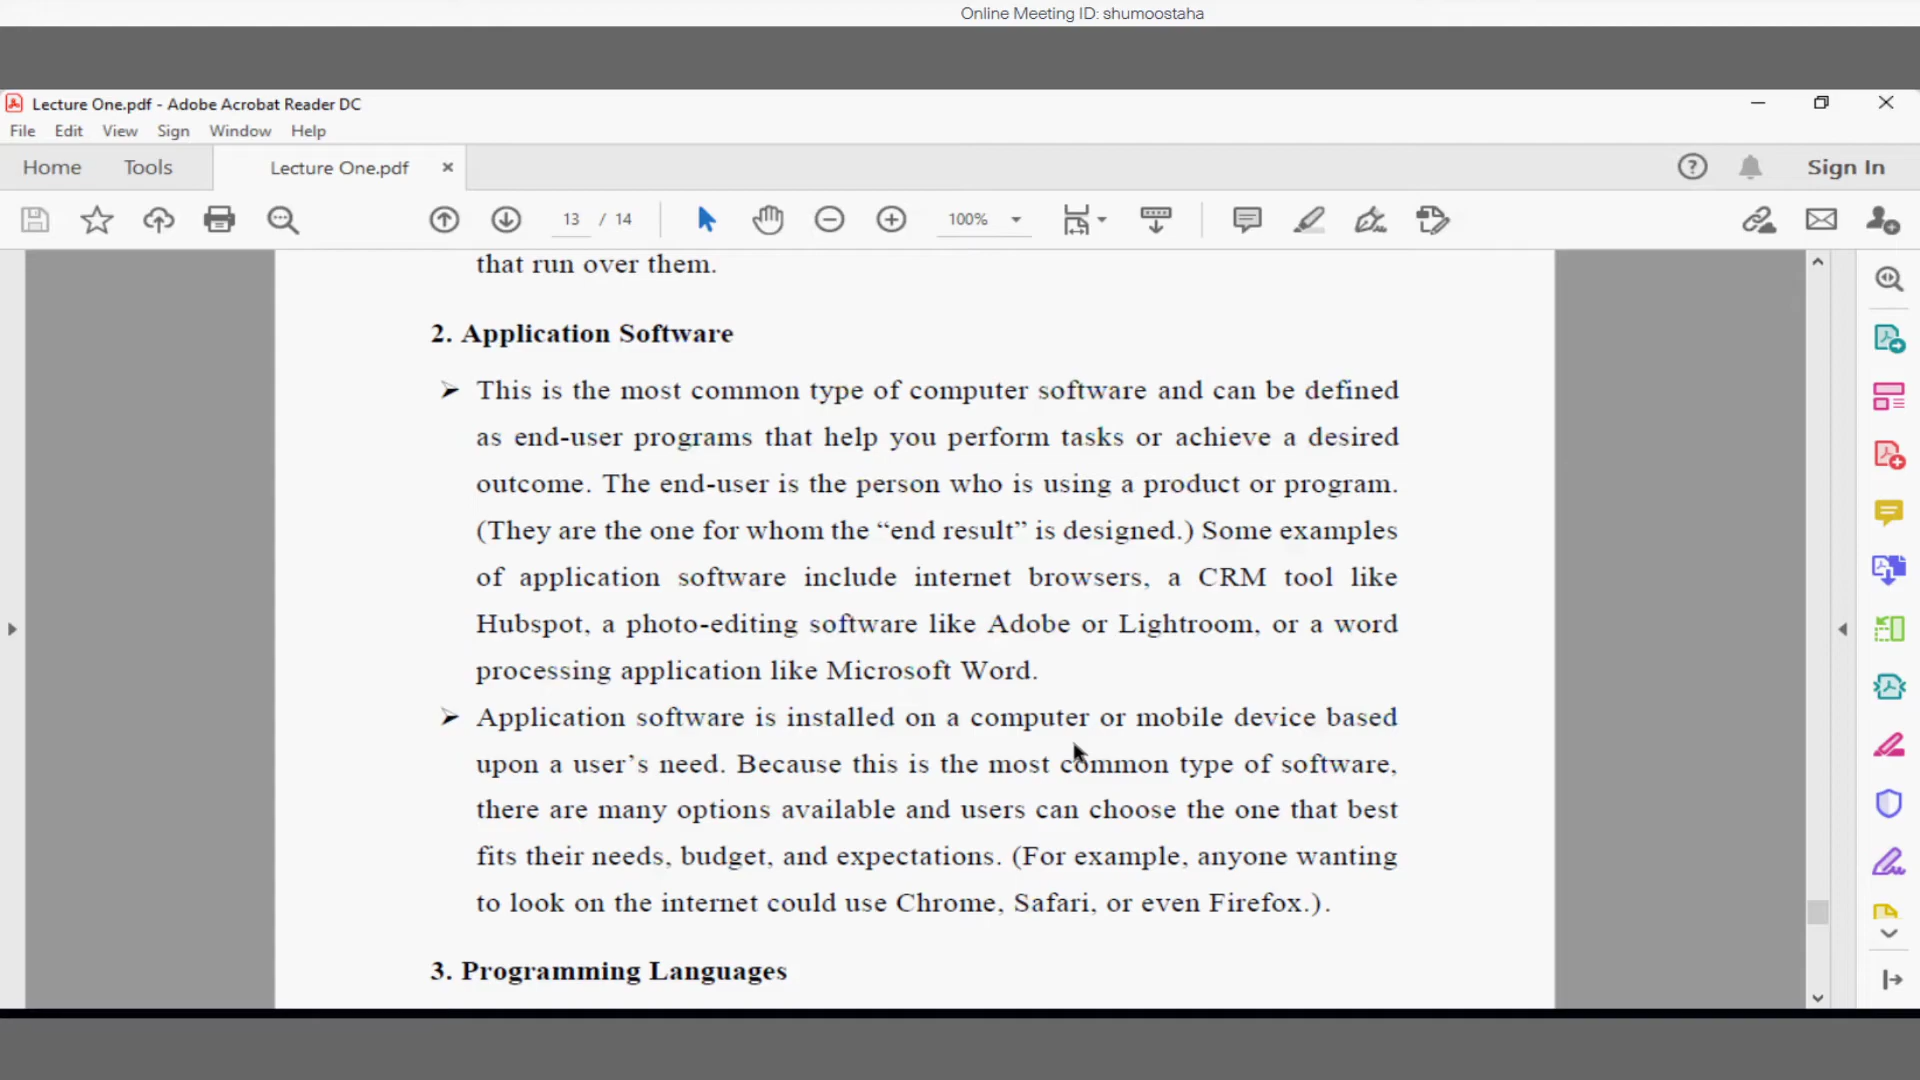 Online Meeting ID: shumoostaha
Lecture One.pdf - Adobe Acrobat Reader DC
File Edit View Sign Window Help
Home Tools Lecture One.pdf × Sign In
13 / 14 100%
that run over them.
2. Application Software
➢ This is the most common type of computer software and can be defined
as end-user programs that help you perform tasks or achieve a desired
outcome. The end-user is the person who is using a product or program.
(They are the one for whom the “end result” is designed.) Some examples
of application software include internet browsers, a CRM tool like
Hubspot, a photo-editing software like Adobe or Lightroom, or a word
processing application like Microsoft Word.
➢ Application software is installed on a computer or mobile device based
upon a user’s need. Because this is the most common type of software,
there are many options available and users can choose the one that best
fits their needs, budget, and expectations. (For example, anyone wanting
to look on the internet could use Chrome, Safari, or even Firefox.).
3. Programming Languages